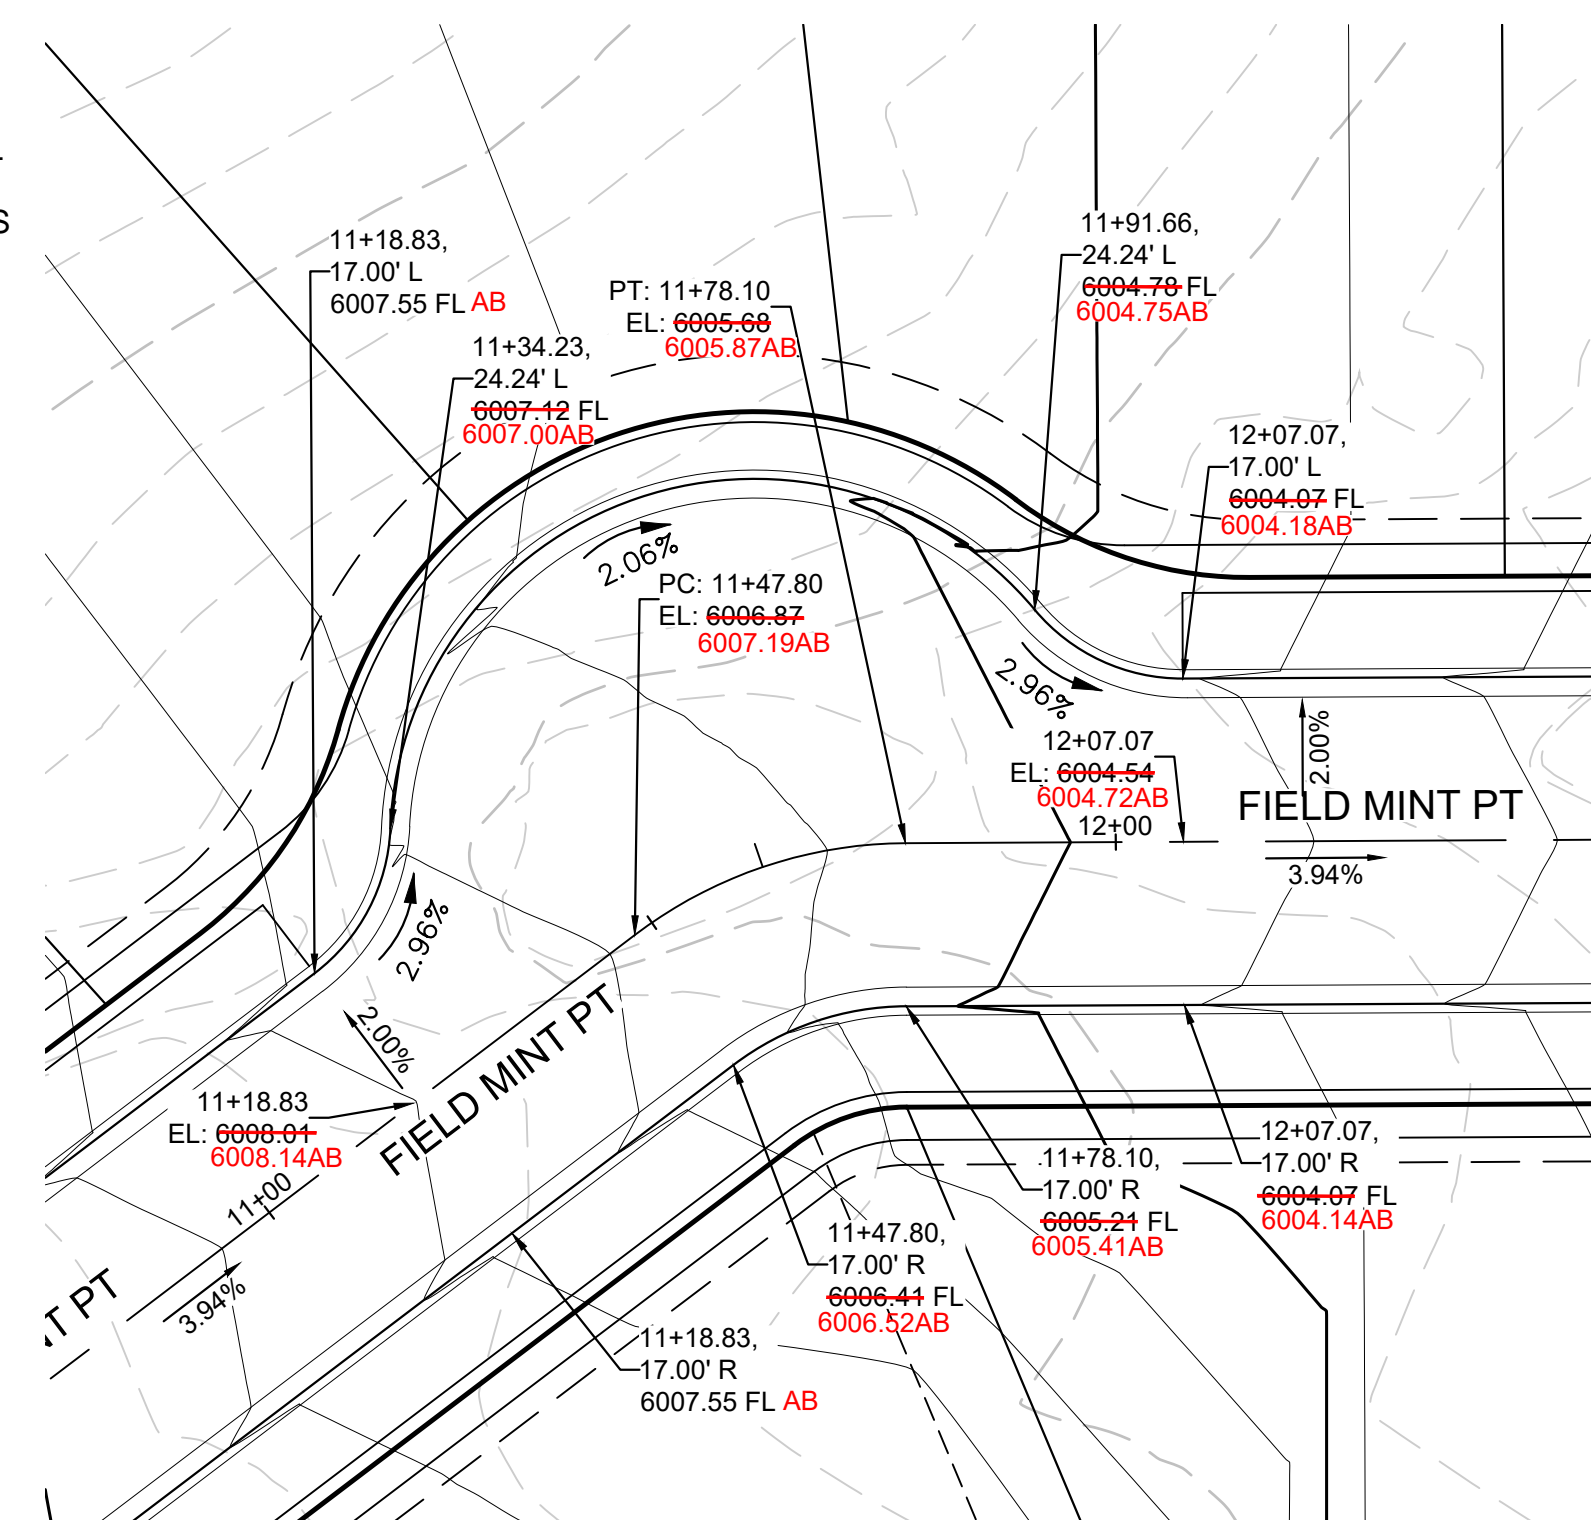 S
11+18.83,
17.00' L
6007.55 FL AB
11+34.23,
24.24' L
6007.12 FL
6007.00AB
PT: 11+78.10
EL: 6005.68
6005.87AB
11+91.66,
24.24' L
6004.78 FL
6004.75AB
12+07.07,
17.00' L
6004.07 FL
6004.18AB
2.06%
PC: 11+47.80
EL: 6006.87
6007.19AB
2.96%
12+07.07
EL: 6004.54
6004.72AB
12+00
2.00%
FIELD MINT PT
3.94%
2.96%
2.00%
FIELD MINT PT
11+18.83
EL: 6008.01
6008.14AB
11+00
3.94%
NT PT
11+47.80,
17.00' R
6006.41 FL
6006.52AB
11+78.10,
17.00' R
6005.21 FL
6005.41AB
12+07.07,
17.00' R
6004.07 FL
6004.14AB
11+18.83,
17.00' R
6007.55 FL AB